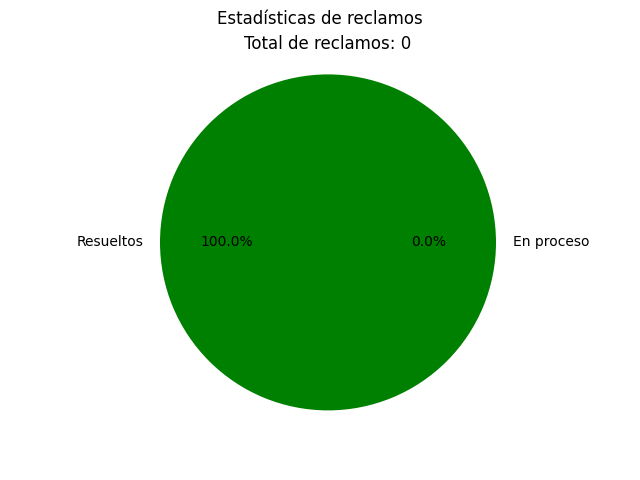 Estadísticas de reclamos
Total de reclamos: 0
Resueltos
100.0%
0.0%
En proceso